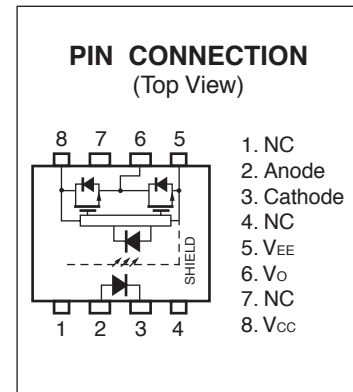 PIN CONNECTION
(Top View)
8 7 6 5
SHIELD
1 2 3 4
1. NC
2. Anode
3. Cathode
4. NC
5. VEE
6. VO
7. NC
8. VCC